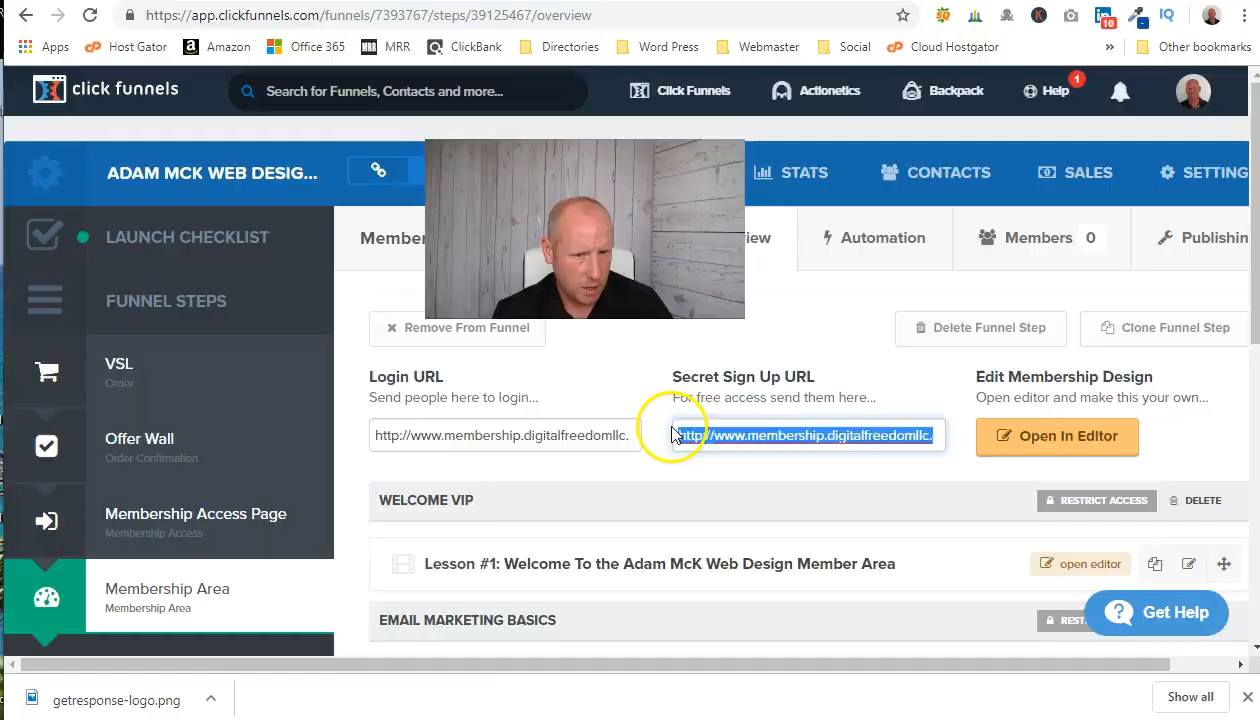 https://app.clickfunnels.com/funnels/7393767/steps/39125467/overview
10
Apps Host Gator Amazon Office 365 MRR ClickBank Directories Word Press Webmaster Social Cloud Hostgator » Other bookmarks
click funnels
Search for Funnels, Contacts and more...
Click Funnels
Actionetics
Backpack
Help
1
ADAM MCK WEB DESIG...
STATS
CONTACTS
SALES
SETTING
LAUNCH CHECKLIST
Automation
Members 0
FUNNEL STEPS
Remove From Funnel
Delete Funnel Step
Clone Funnel Step
VSL
Order
Login URL
Send people here to login...
http://www.membership.digitalfreedomllc.
Secret Sign Up URL
For free access send them here...
http://www.membership.digitalfreedomllc.
Edit Membership Design
Open editor and make this your own...
Open In Editor
Offer Wall
Order Confirmation
Membership Access Page
Membership Access
WELCOME VIP
RESTRICT ACCESS
DELETE
Lesson #1: Welcome To the Adam McK Web Design Member Area
open editor
Membership Area
Membership Area
EMAIL MARKETING BASICS
Get Help
getresponse-logo.png
Show all